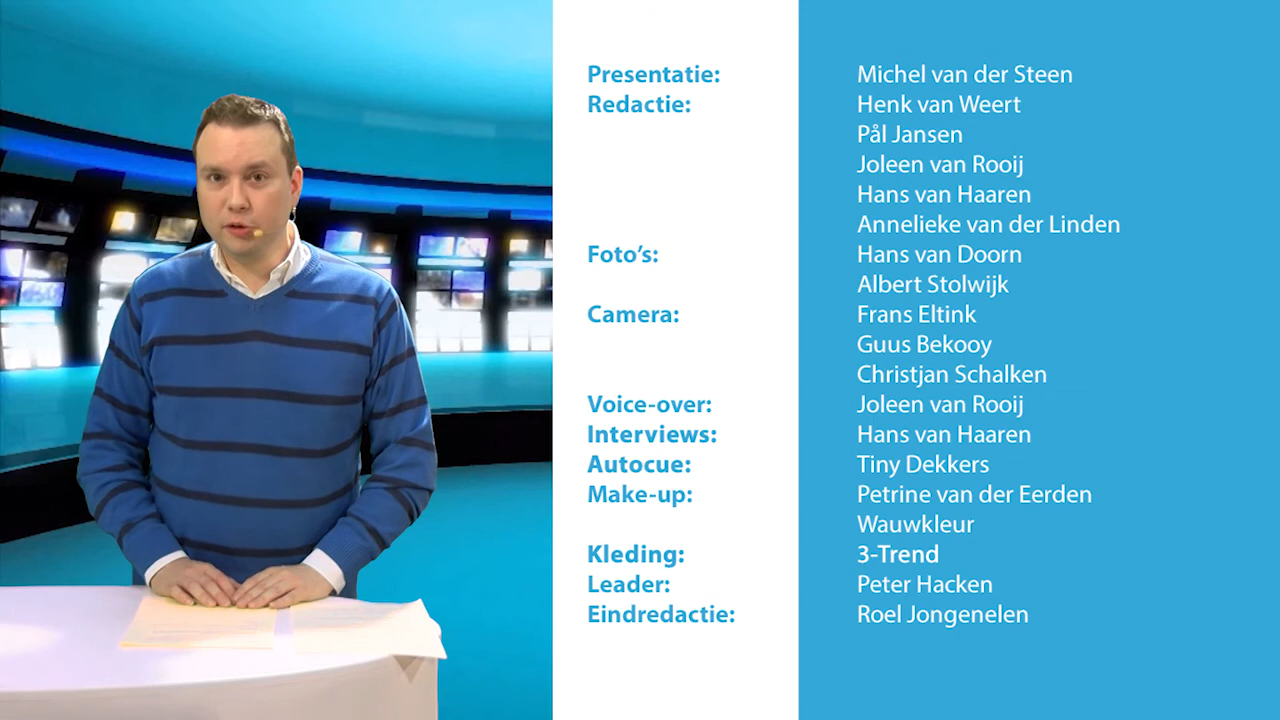 Presentatie: Michel van der Steen
Redactie: Henk van Weert
Pål Jansen
Joleen van Rooij
Hans van Haaren
Annelieke van der Linden
Foto's: Hans van Doorn
Albert Stolwijk
Camera: Frans Eltink
Guus Bekooy
Christjan Schalken
Voice-over: Joleen van Rooij
Interviews: Hans van Haaren
Autocue: Tiny Dekkers
Make-up: Petrine van der Eerden
Wauwkleur
Kleding: 3-Trend
Leader: Peter Hacken
Eindredactie: Roel Jongenelen